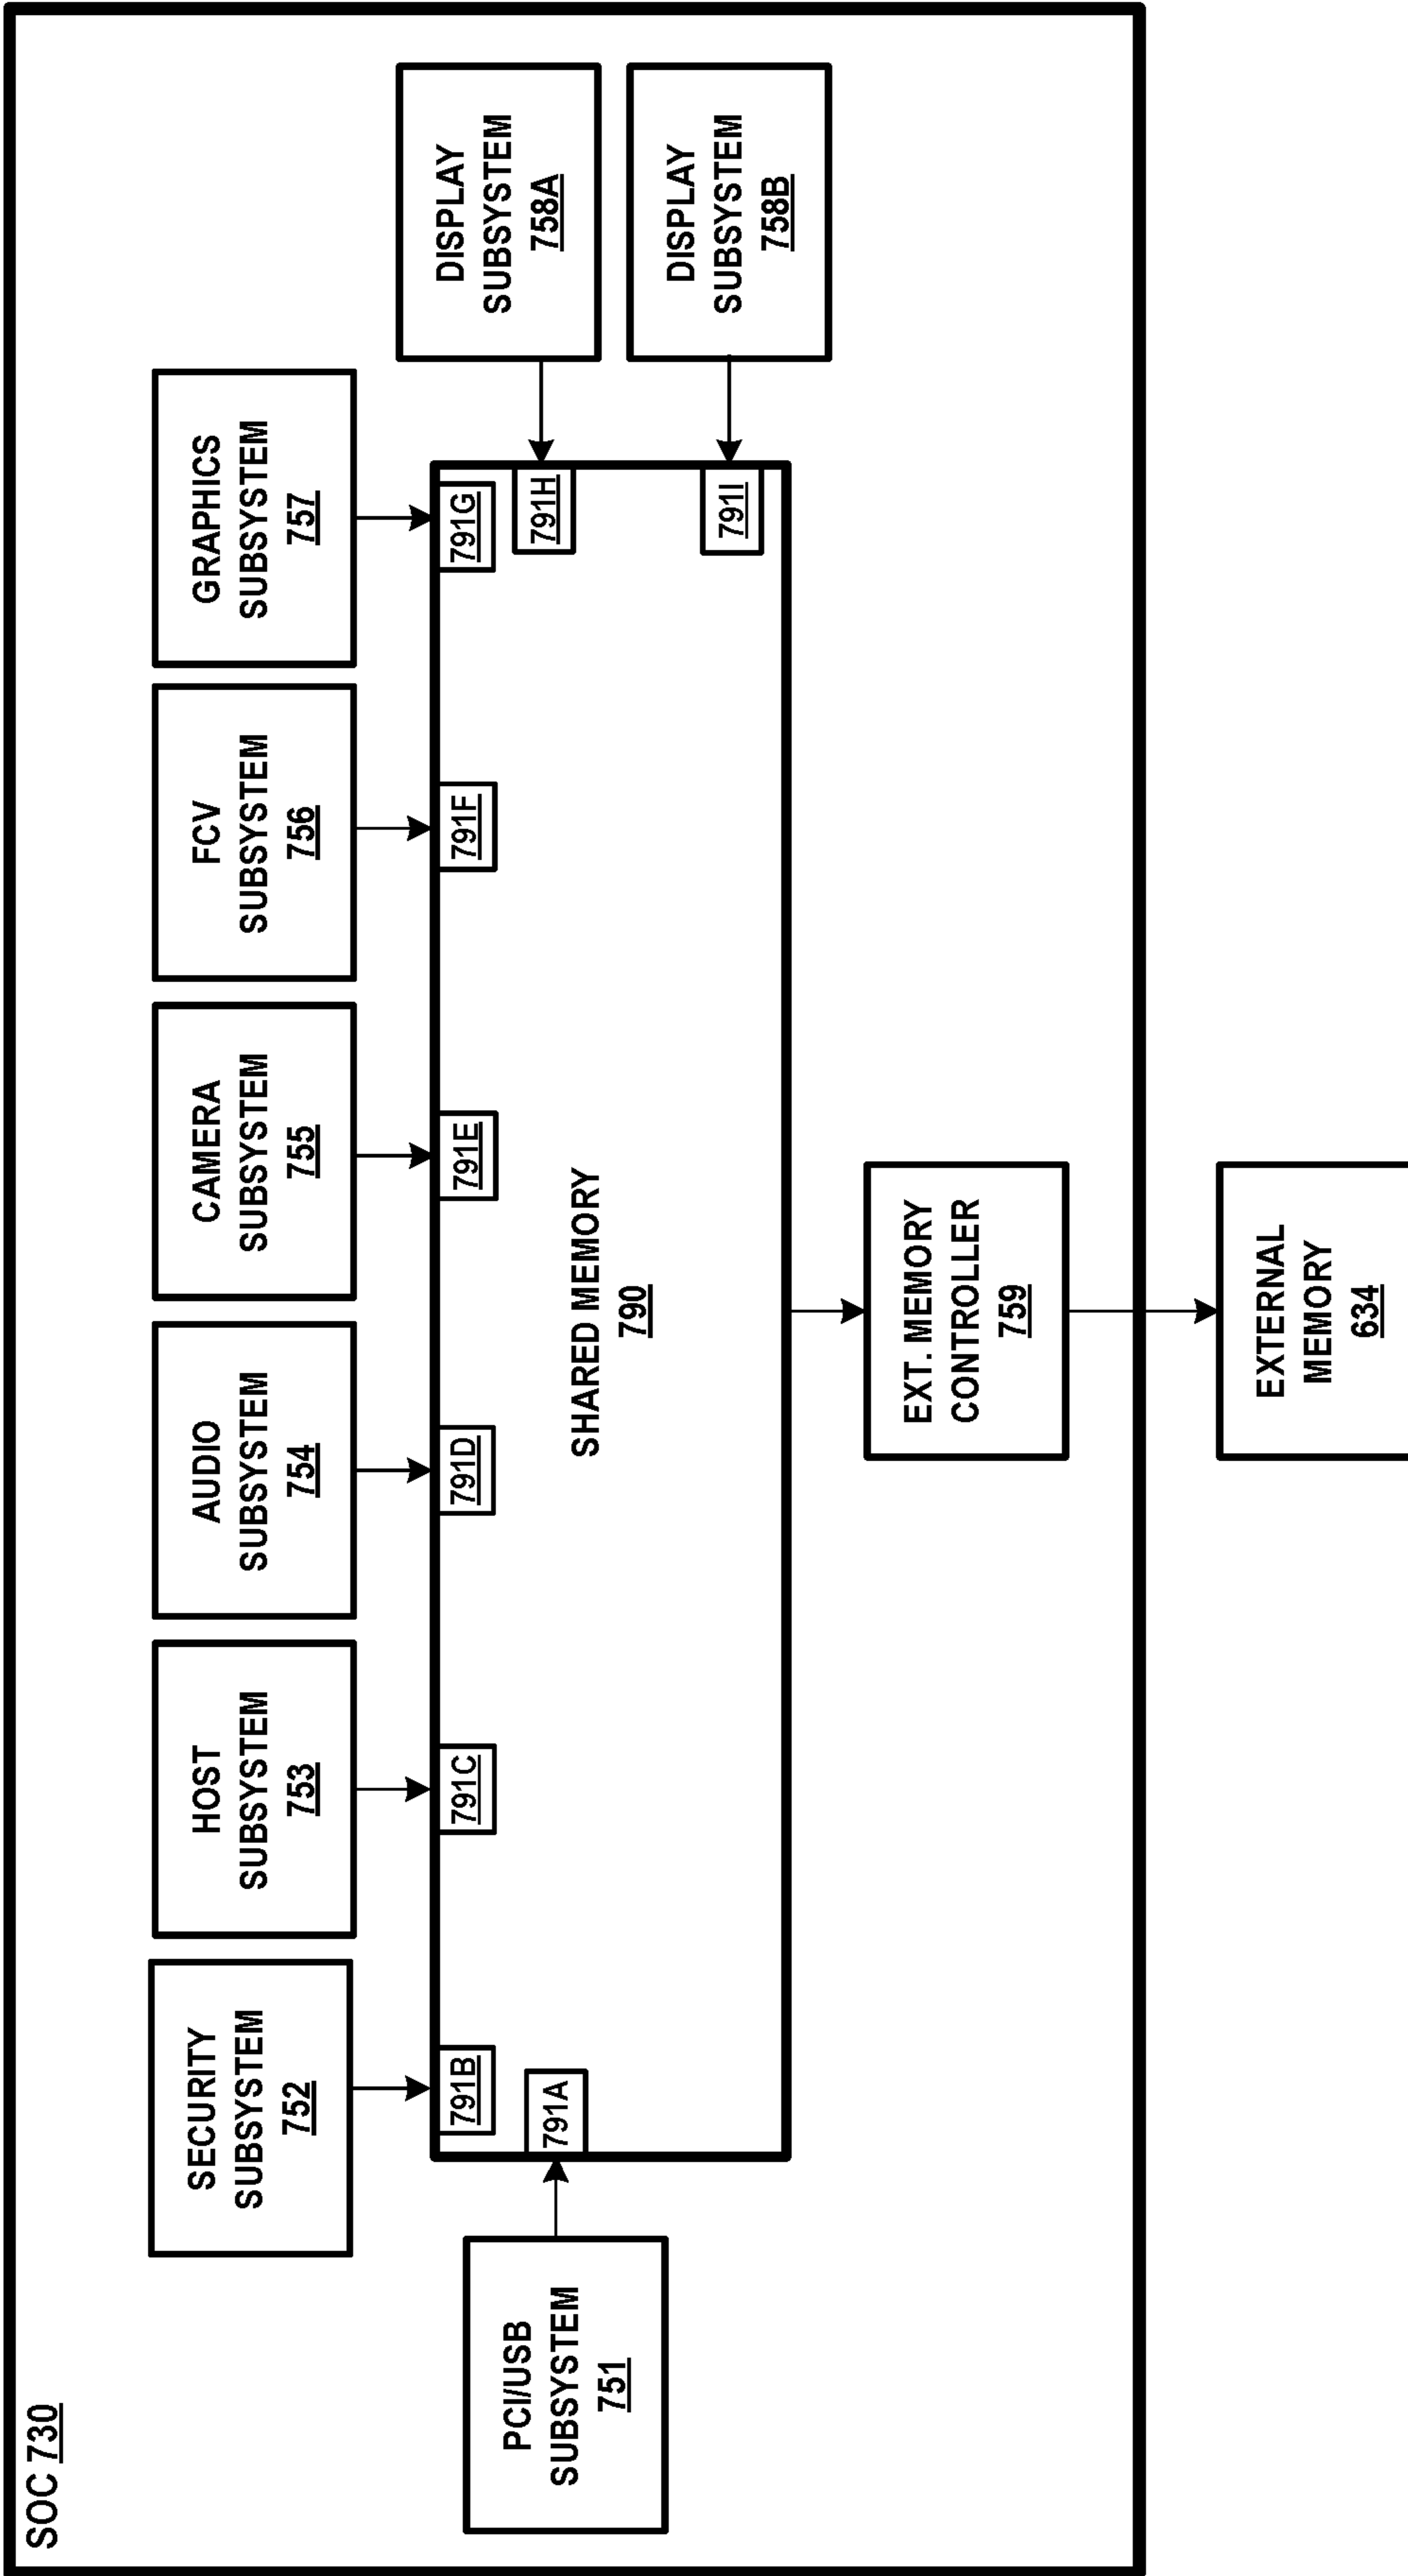 SOC 730
SECURITY
SUBSYSTEM
752
HOST
SUBSYSTEM
753
AUDIO
SUBSYSTEM
754
CAMERA
SUBSYSTEM
755
FCV
SUBSYSTEM
756
GRAPHICS
SUBSYSTEM
757
PCI/USB
SUBSYSTEM
751
791A
791B
791C
791D
791E
791F
791G
791H
791I
SHARED MEMORY
790
DISPLAY
SUBSYSTEM
758A
DISPLAY
SUBSYSTEM
758B
EXT. MEMORY
CONTROLLER
759
EXTERNAL
MEMORY
634